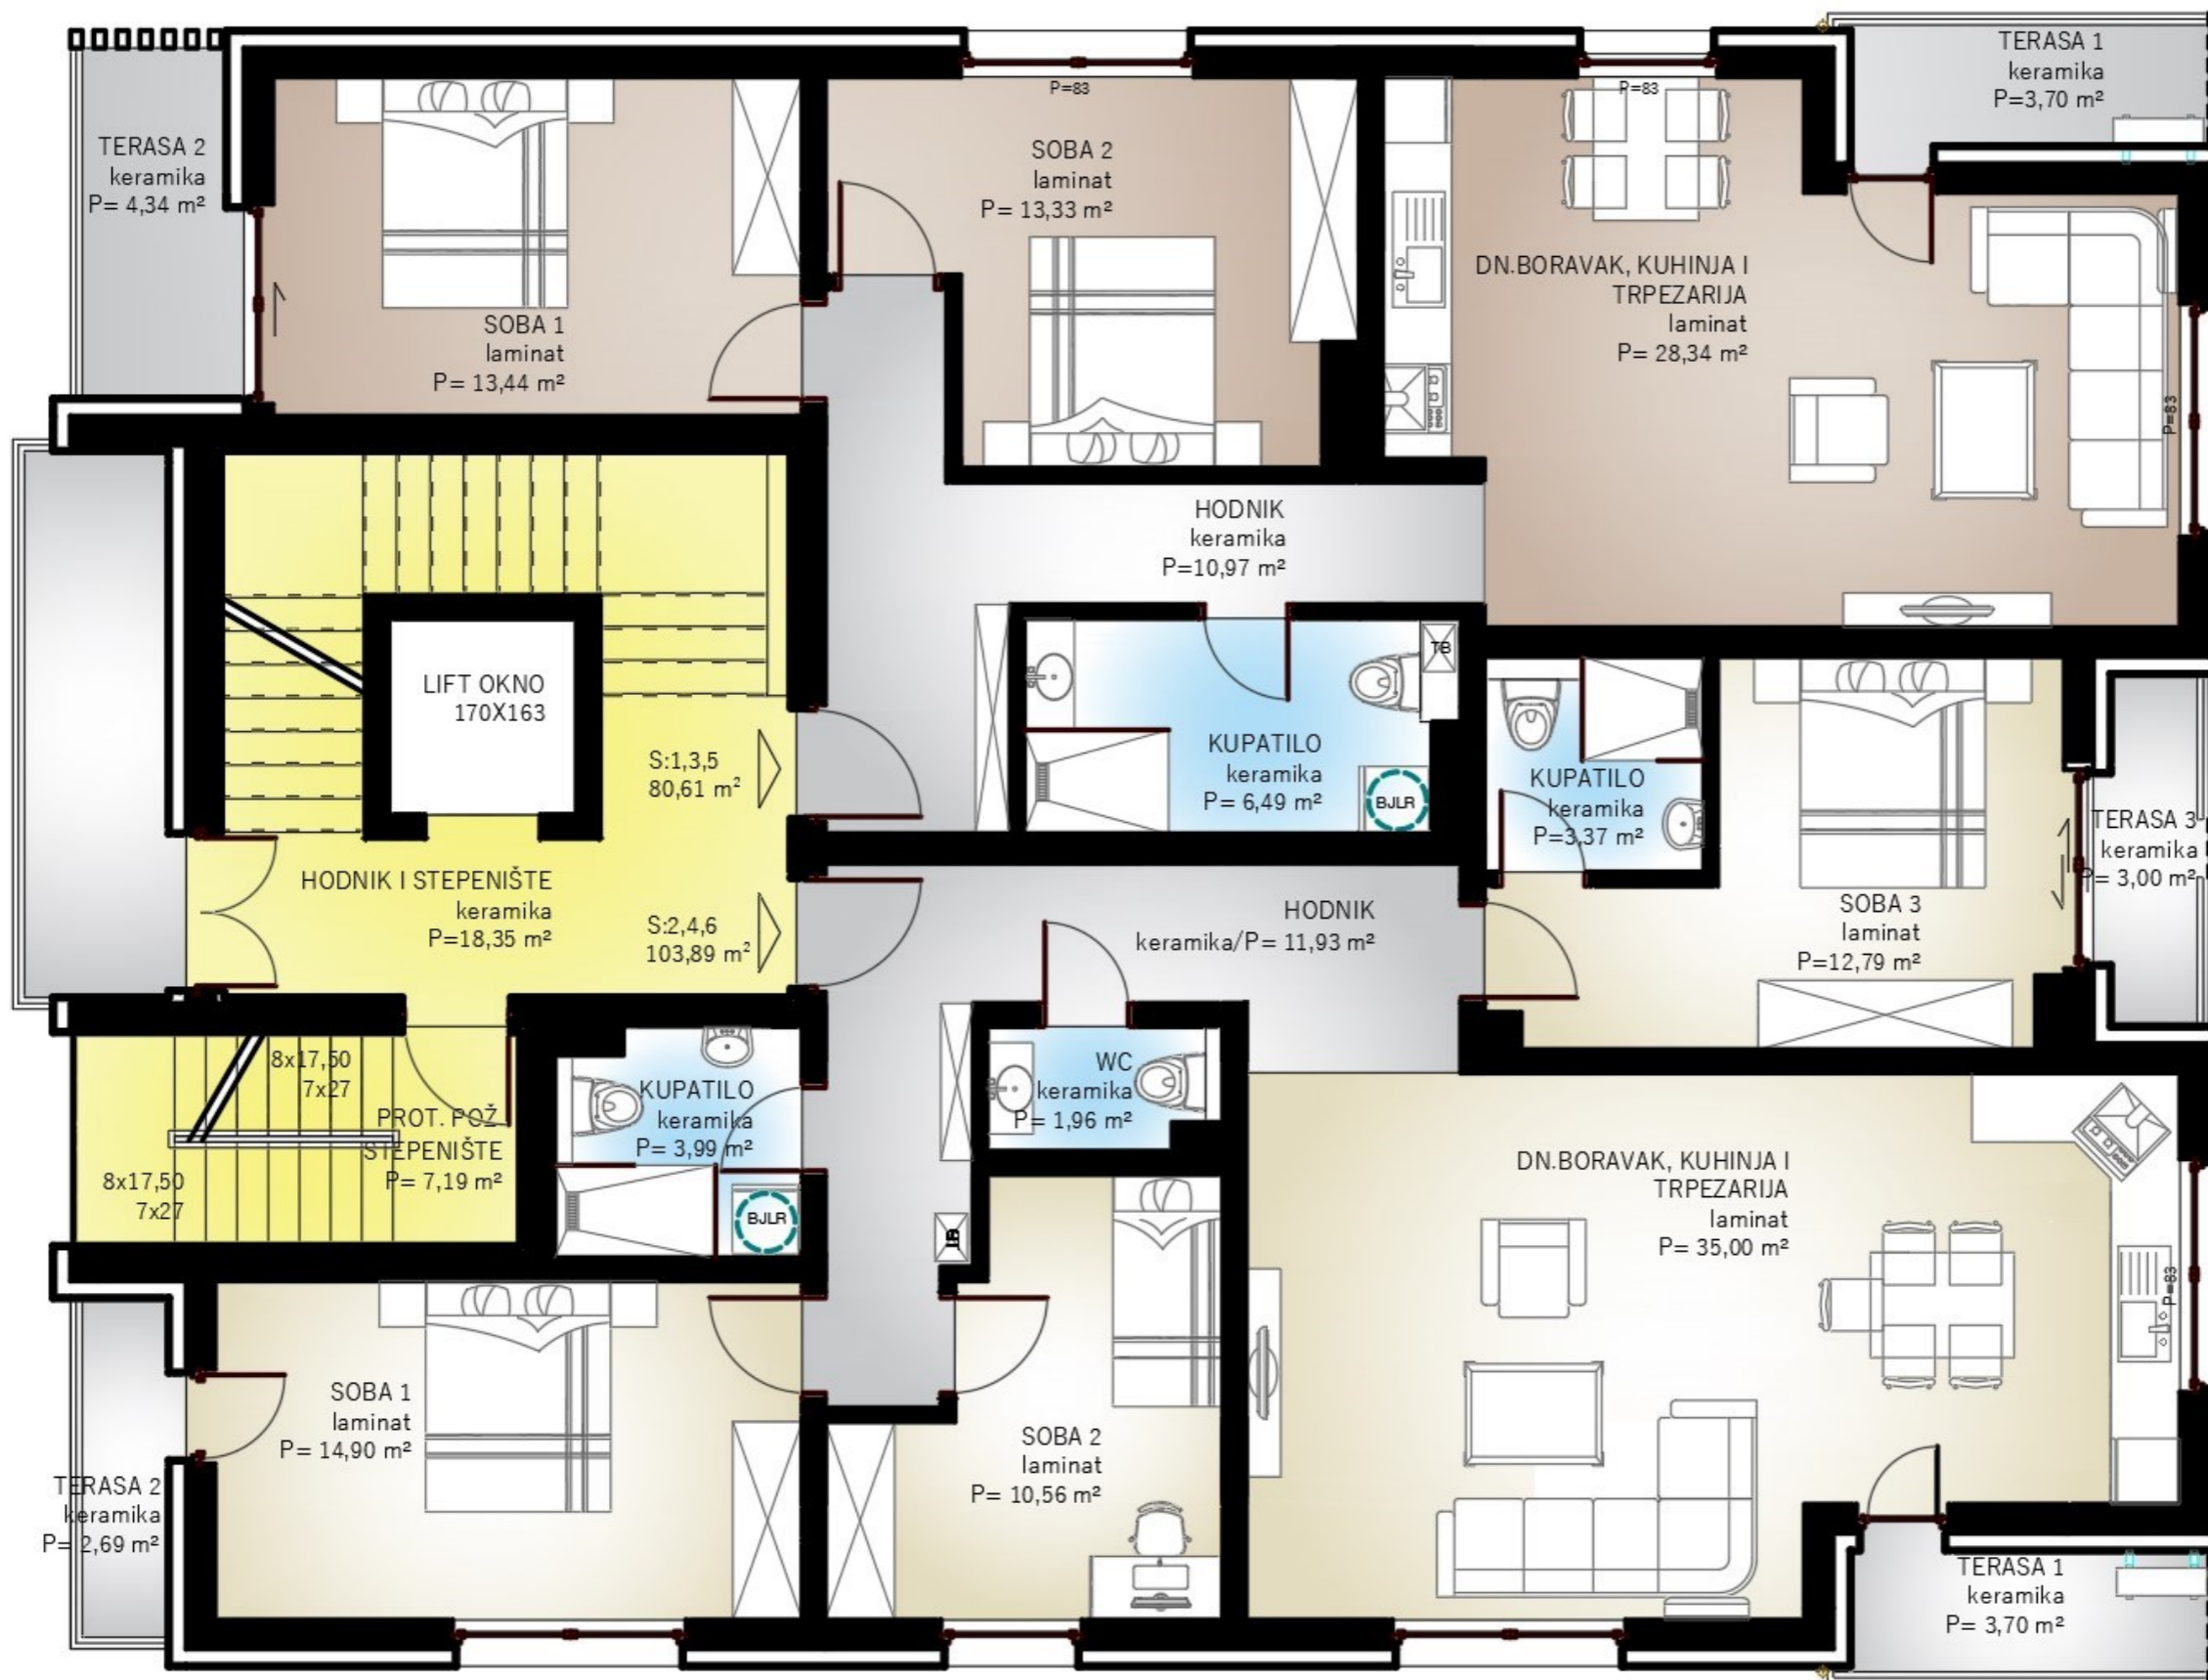 TERASA 1
keramika
P=3,70 m²
TERASA 2
keramika
P= 4,34 m²
SOBA 1
laminat
P= 13,44 m²
P=83
SOBA 2
laminat
P= 13,33 m²
P=83
DN.BORAVAK, KUHINJA I
TRPEZARIJA
laminat
P= 28,34 m²
P=83
HODNIK
keramika
P=10,97 m²
LIFT OKNO
170X163
S:1,3,5
80,61 m²
TB
KUPATILO
keramika
P= 6,49 m²
BJLR
KUPATILO
keramika
P=3,37 m²
TERASA 3
keramika
P= 3,00 m²
SOBA 3
laminat
P=12,79 m²
HODNIK I STEPENIŠTE
keramika
P=18,35 m²
S:2,4,6
103,89 m²
HODNIK
keramika/P= 11,93 m²
8x17,50
7x27
PROT. POŽ.
STEPENIŠTE
P= 7,19 m²
8x17,50
7x27
KUPATILO
keramika
P= 3,99 m²
BJLR
WC
keramika
P= 1,96 m²
DN.BORAVAK, KUHINJA I
TRPEZARIJA
laminat
P= 35,00 m²
P=83
SOBA 1
laminat
P= 14,90 m²
SOBA 2
laminat
P= 10,56 m²
TERASA 2
keramika
P= 2,69 m²
TERASA 1
keramika
P= 3,70 m²